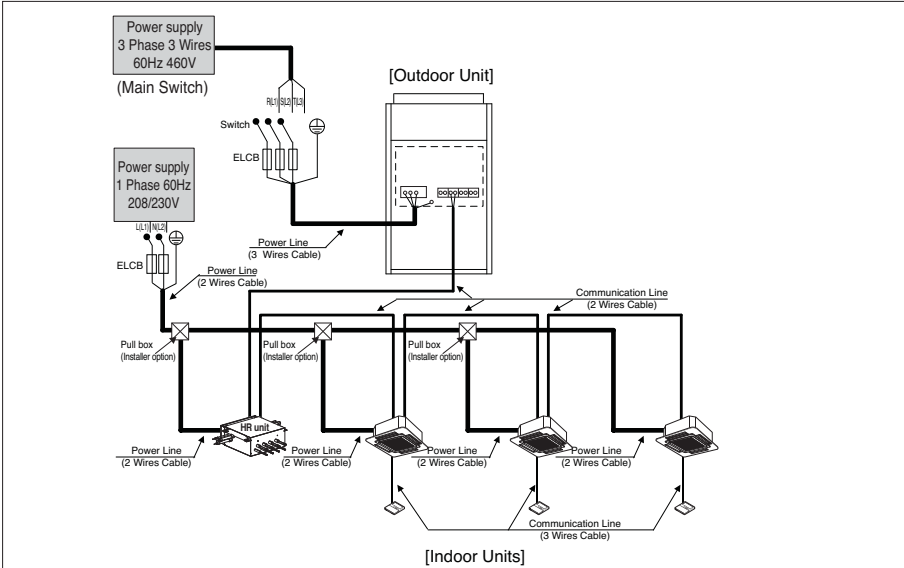 Power supply
3 Phase 3 Wires
60Hz 460V
(Main Switch)
[Outdoor Unit]
R(L1) S(L2) T(L3)
Switch
ELCB
Power supply
1 Phase 60Hz
208/230V
L(L1) N(L2)
ELCB
Power Line
(3 Wires Cable)
Power Line
(2 Wires Cable)
Communication Line
(2 Wires Cable)
Pull box
(Installer option)
Pull box
(Installer option)
Pull box
(Installer option)
HR unit
Power Line
(2 Wires Cable)
Power Line
(2 Wires Cable)
Power Line
(2 Wires Cable)
Power Line
(2 Wires Cable)
Communication Line
(3 Wires Cable)
[Indoor Units]